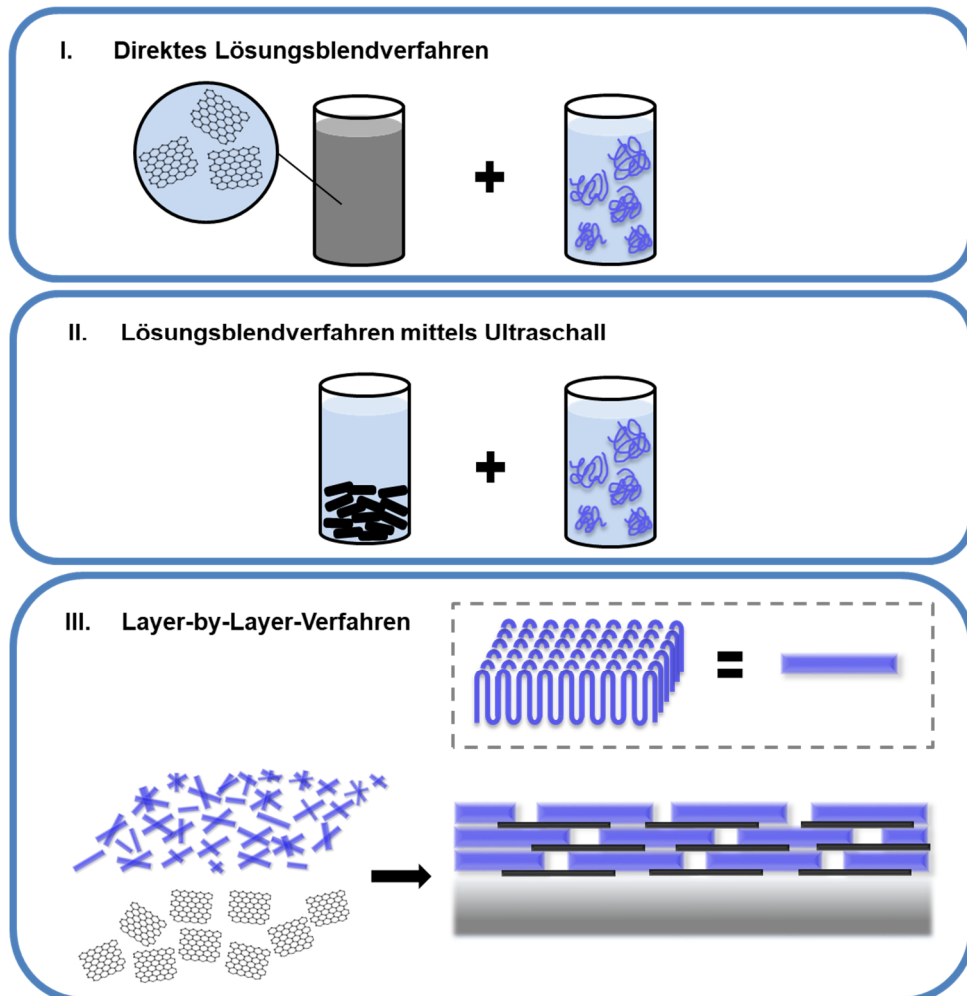 I. Direktes Lösungsblendverfahren
II. Lösungsblendverfahren mittels Ultraschall
III. Layer-by-Layer-Verfahren